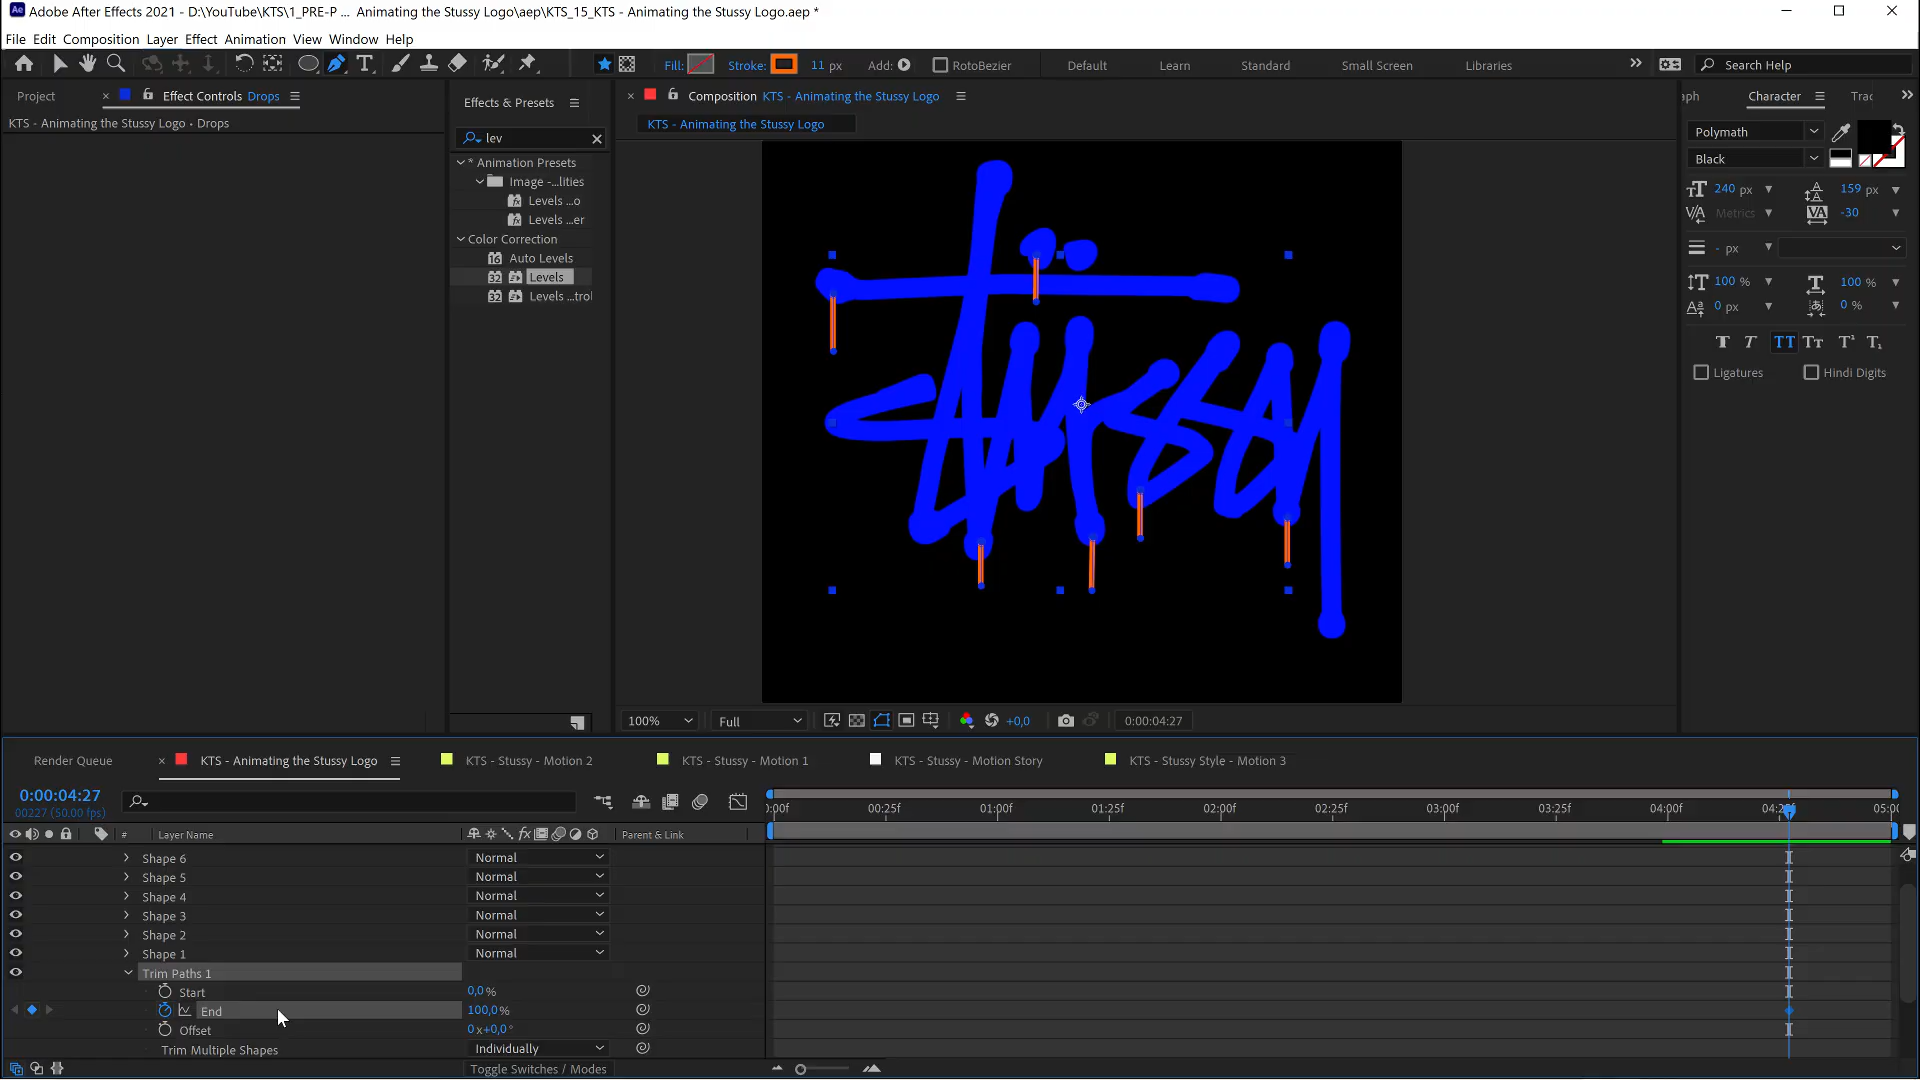 Adobe After Effects 2021 - D:\YouTube\KTS\1_PRE-P ... Animating the Stussy Logo\aep\KTS_15_KTS - Animating the Stussy Logo.aep *
File Edit Composition Layer Effect Animation View Window Help
Fill: Stroke: 11 px Add: RotoBezier Default Learn Standard Small Screen Libraries Search Help
Project Effect Controls Drops
KTS - Animating the Stussy Logo • Drops
Effects & Presets
lev
* Animation Presets
Image -...lities
Levels ...o
Levels ...er
Color Correction
Auto Levels
Levels
Levels ...trol
Composition KTS - Animating the Stussy Logo
KTS - Animating the Stussy Logo
Stüssy
100% Full +0,0 0:00:04:27
aph Character Trac
Polymath
Black
240 px 159 px
Metrics -30
- px
100 % 100 %
0 px 0 %
Ligatures Hindi Digits
Render Queue KTS - Animating the Stussy Logo KTS - Stussy - Motion 2 KTS - Stussy - Motion 1 KTS - Stussy - Motion Story KTS - Stussy Style - Motion 3
0:00:04:27
00227 (50.00 fps)
:00f 00:25f 01:00f 01:25f 02:00f 02:25f 03:00f 03:25f 04:00f 04:2 05:00
# Layer Name Parent & Link
Shape 6 Normal
Shape 5 Normal
Shape 4 Normal
Shape 3 Normal
Shape 2 Normal
Shape 1 Normal
Trim Paths 1
Start 0,0%
End 100,0%
Offset 0x+0,0°
Trim Multiple Shapes Individually
Toggle Switches / Modes